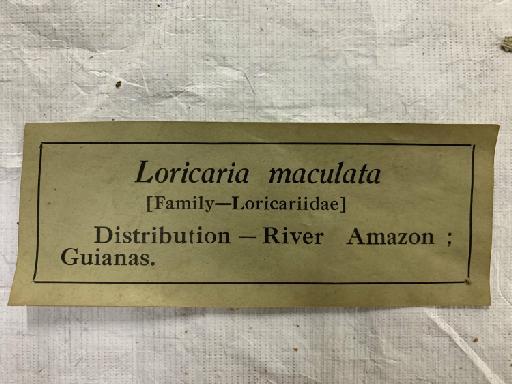 Loricaria maculata
[Family—Loricariidae]
Distribution — River Amazon ;
Guianas.